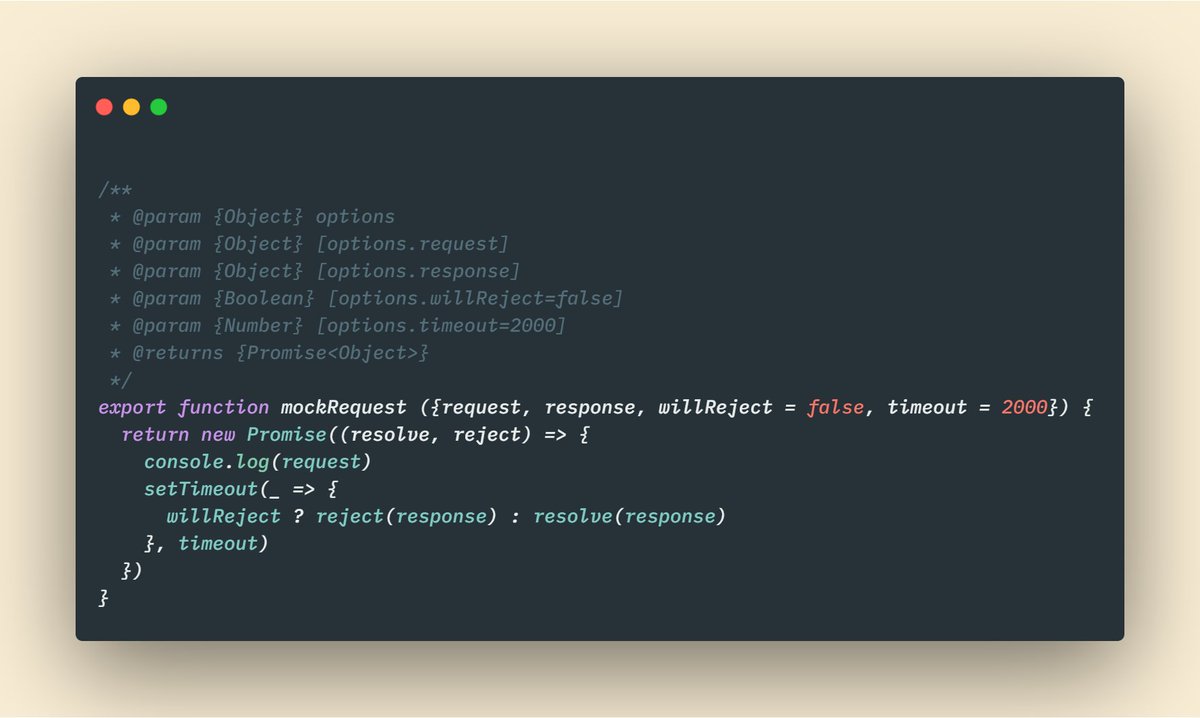 /**
 * @param {Object} options
 * @param {Object} [options.request]
 * @param {Object} [options.response]
 * @param {Boolean} [options.willReject=false]
 * @param {Number} [options.timeout=2000]
 * @returns {Promise<Object>}
 */
export function mockRequest ({request, response, willReject = false, timeout = 2000}) {
  return new Promise((resolve, reject) => {
    console.log(request)
    setTimeout(_ => {
      willReject ? reject(response) : resolve(response)
    }, timeout)
  })
}